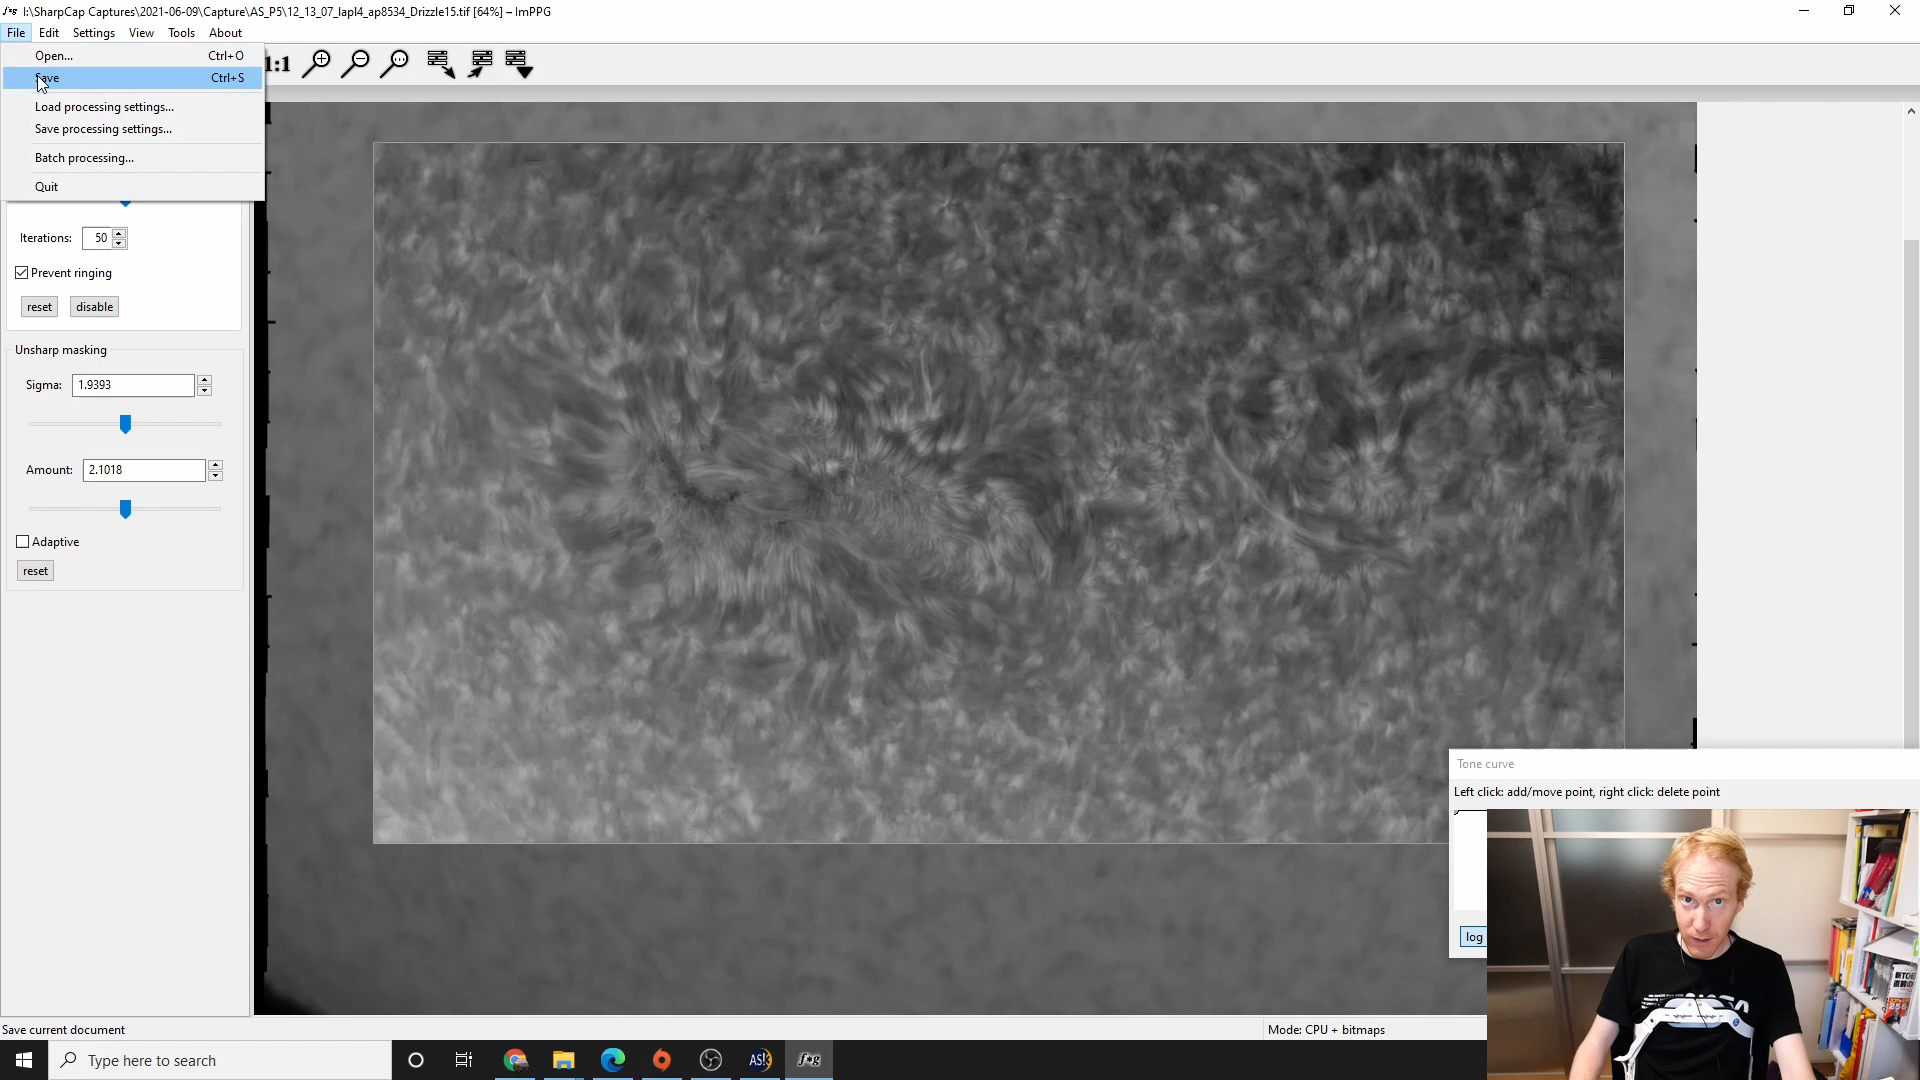 I:\SharpCap Captures\2021-06-09\Capture\AS_P5\12_13_07_lapl4_ap8534_Drizzle15.tif [64%] – ImPPG
File Edit Settings View Tools About
Open... Ctrl+O
Save Ctrl+S
Load processing settings...
Save processing settings...
Batch processing...
Quit
1:1
Iterations: 50
Prevent ringing
reset disable
Unsharp masking
Sigma: 1.9393
Amount: 2.1018
Adaptive
reset
Tone curve
Left click: add/move point, right click: delete point
log
Save current document
Mode: CPU + bitmaps
Type here to search
AS!3